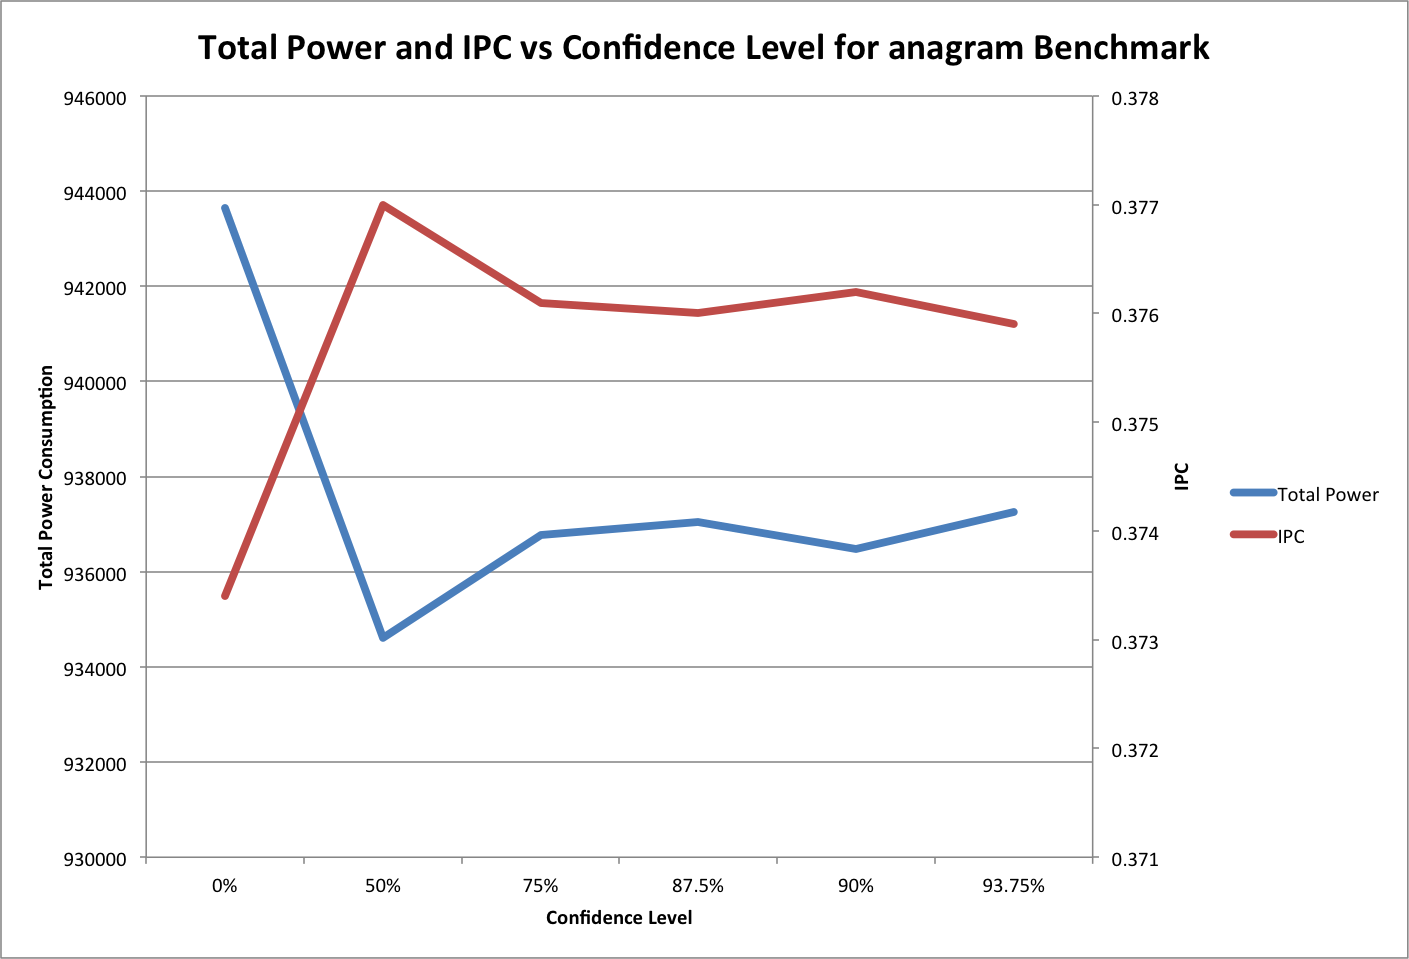 Total Power and IPC vs Confidence Level for anagram Benchmark
946000
944000
942000
940000
938000
936000
934000
932000
930000
Total Power Consumption
0.378
0.377
0.376
0.375
0.374
0.373
0.372
0.371
IPC
Total Power
IPC
0% 50% 75% 87.5% 90% 93.75%
Confidence Level